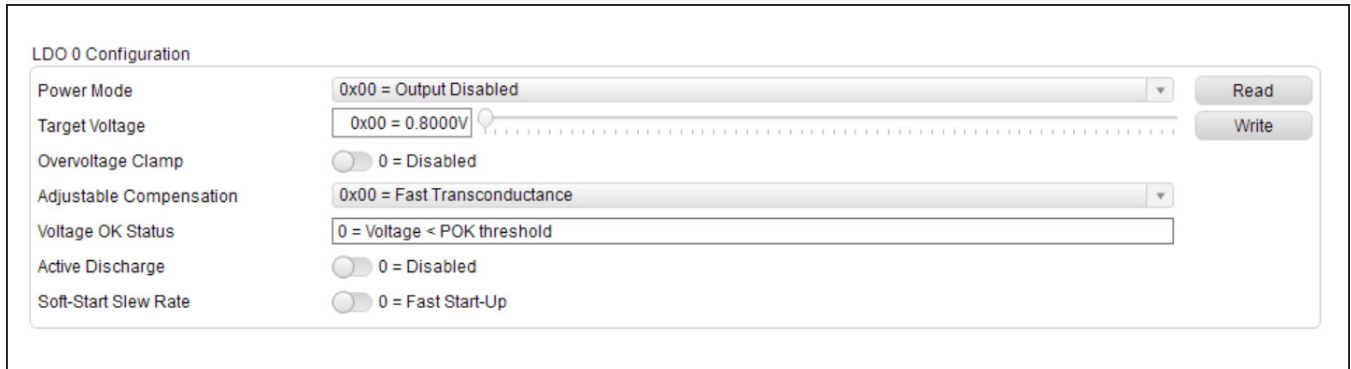 LDO 0 Configuration
Power Mode 0x00 = Output Disabled Read
Target Voltage 0x00 = 0.8000V Write
Overvoltage Clamp 0 = Disabled
Adjustable Compensation 0x00 = Fast Transconductance
Voltage OK Status 0 = Voltage < POK threshold
Active Discharge 0 = Disabled
Soft-Start Slew Rate 0 = Fast Start-Up